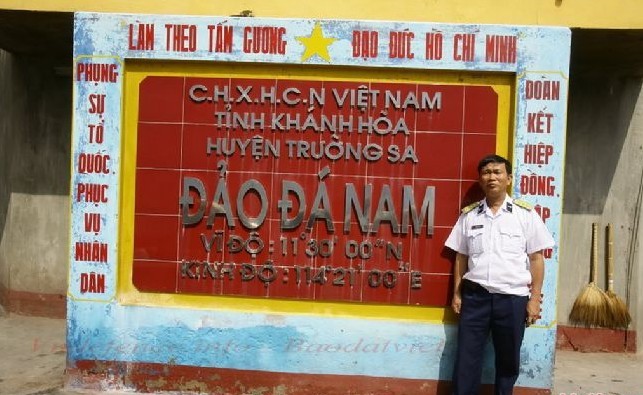 LÀM THEO TẤM GƯƠNG ĐẠO ĐỨC HỒ CHÍ MINH
PHỤNG
SỰ
TỔ
QUỐC,
PHỤC
VỤ
NHÂN
DÂN
C.H.X.H.C.N VIỆT NAM
TỈNH KHÁNH HÒA
HUYỆN TRƯỜNG SA
ĐẢO ĐÁ NAM
VĨ ĐỘ : 11°30' 00" N
KINH ĐỘ : 114°21' 00" E
ĐOÀN
KẾT
HIỆP
ĐỒNG,